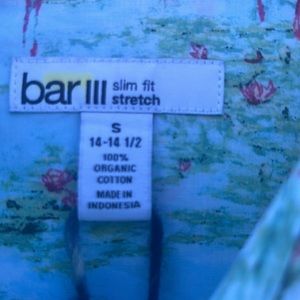 bar III slim fit
stretch
S
14-14 1/2
100%
ORGANIC
COTTON
MADE IN
INDONESIA